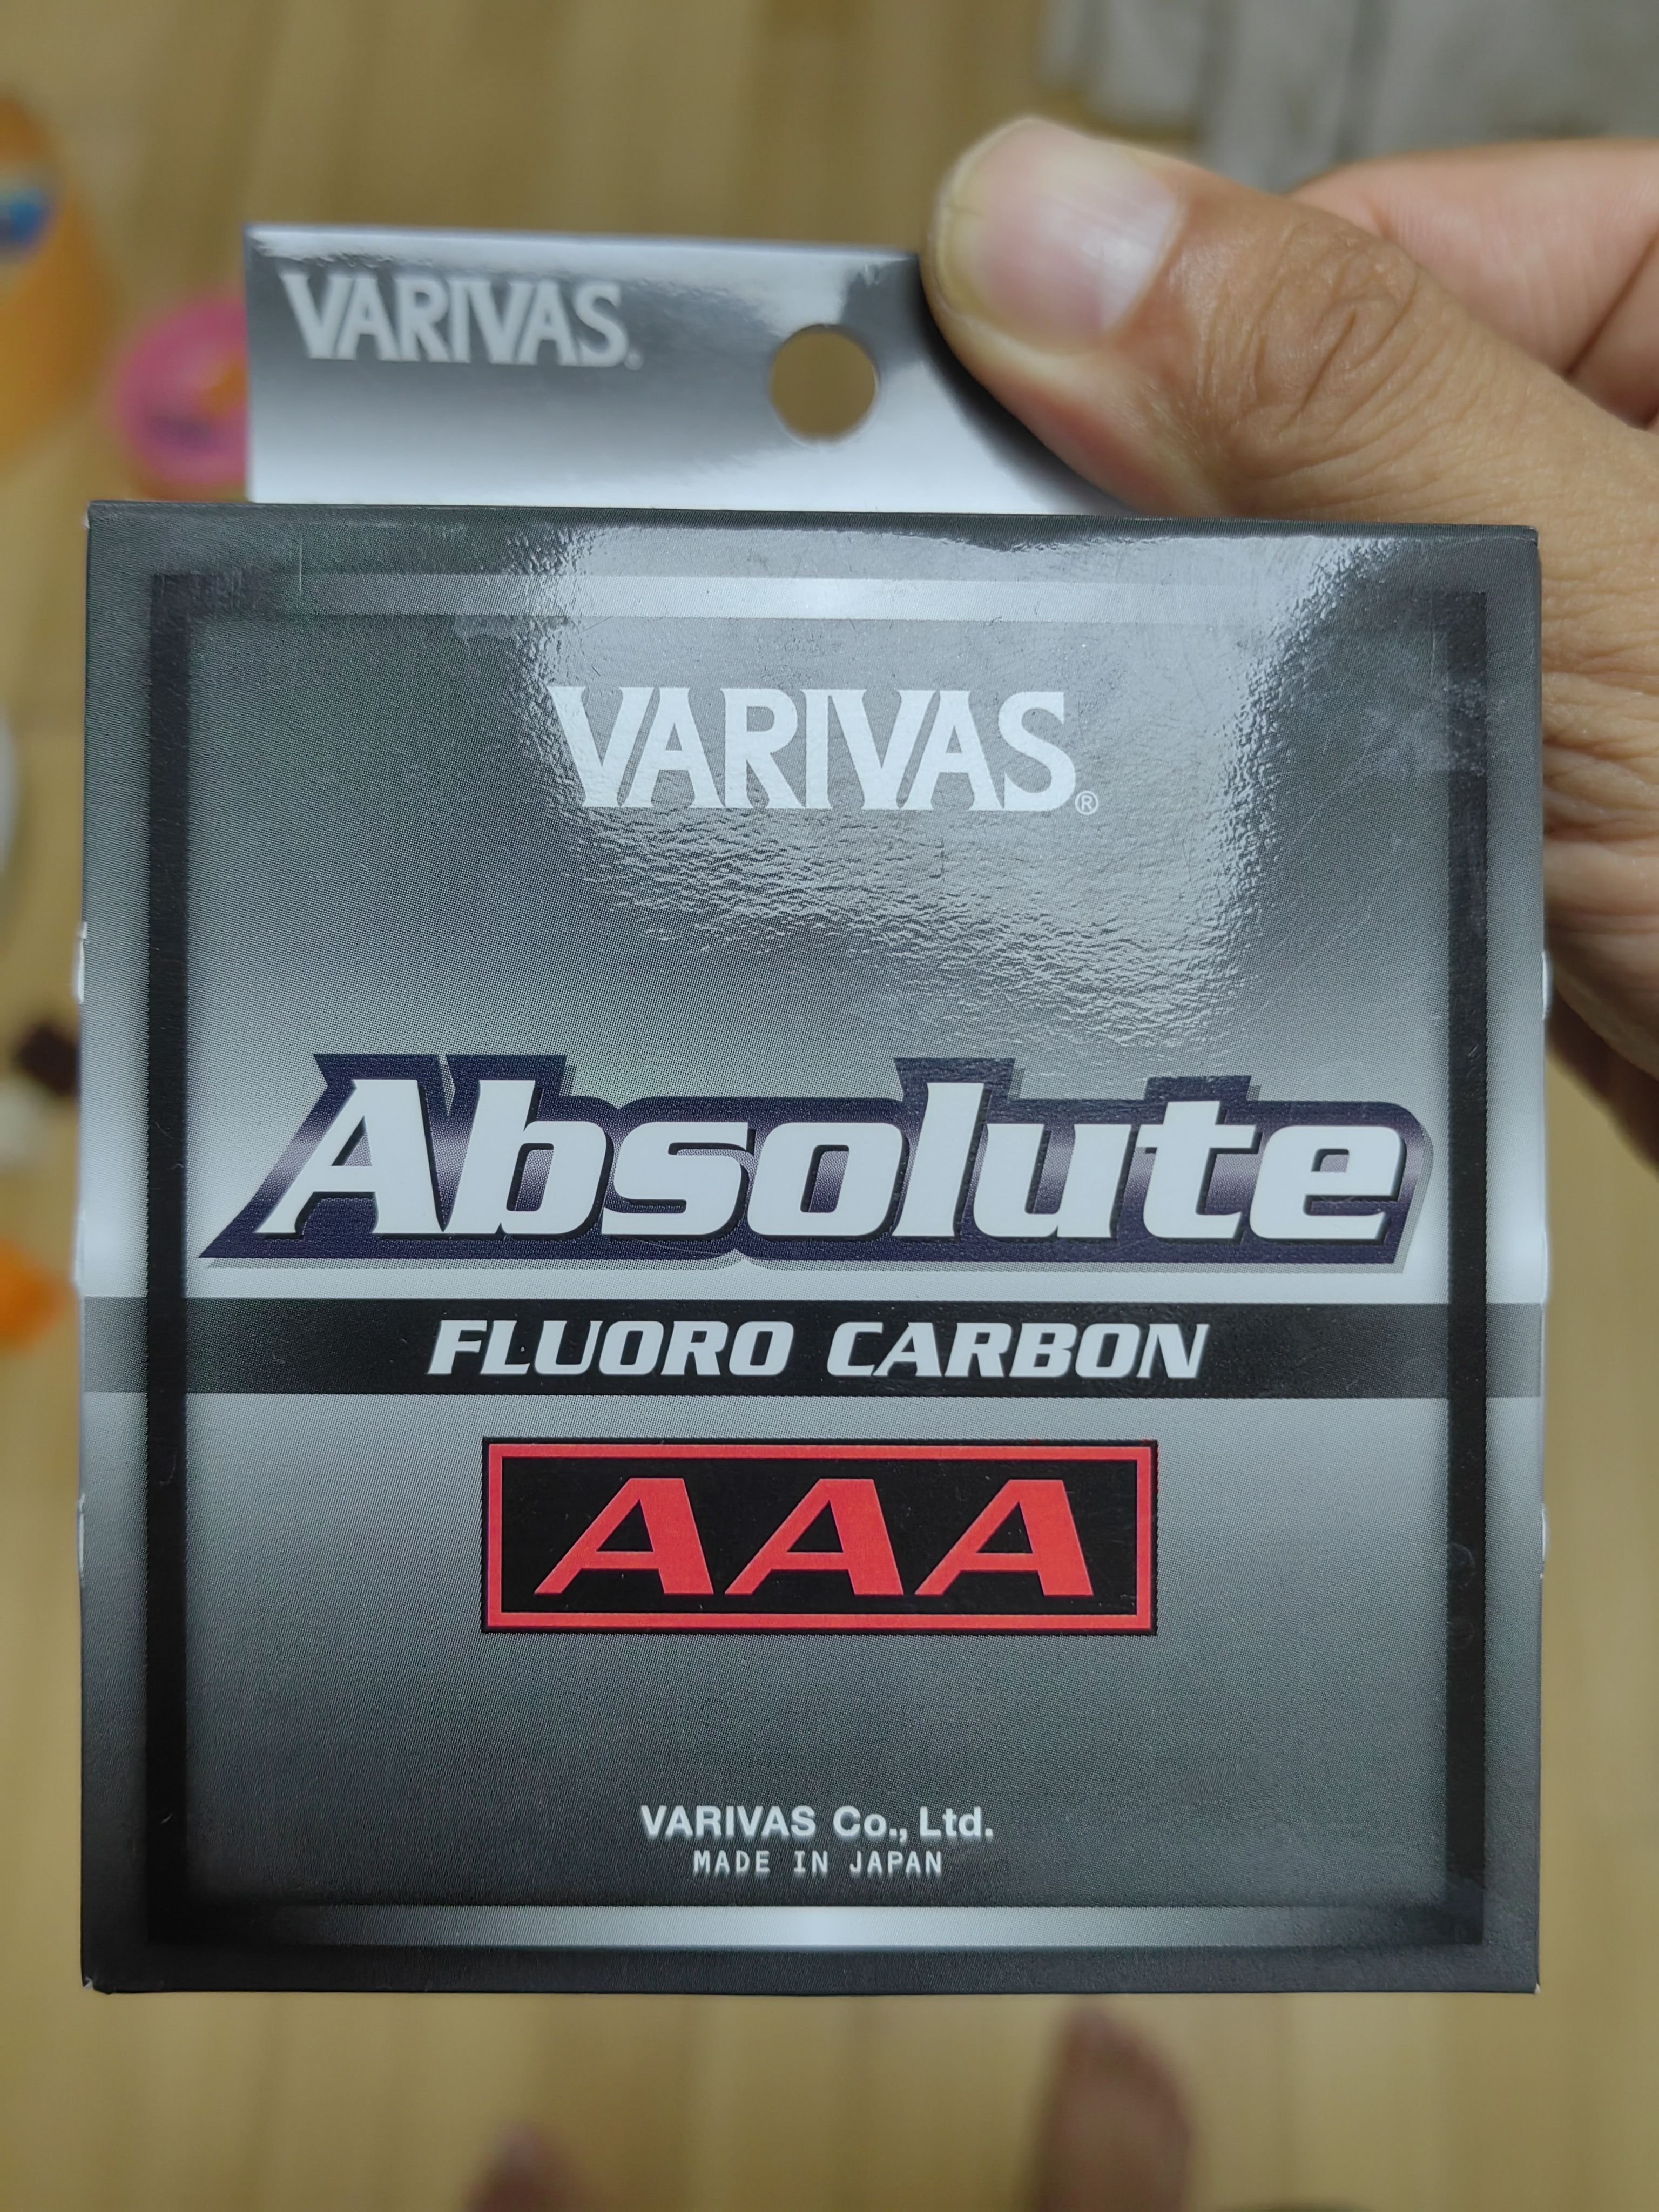 VARIVAS®
VARIVAS®
Absolute
FLUORO CARBON
AAA
VARIVAS Co., Ltd.
MADE IN JAPAN